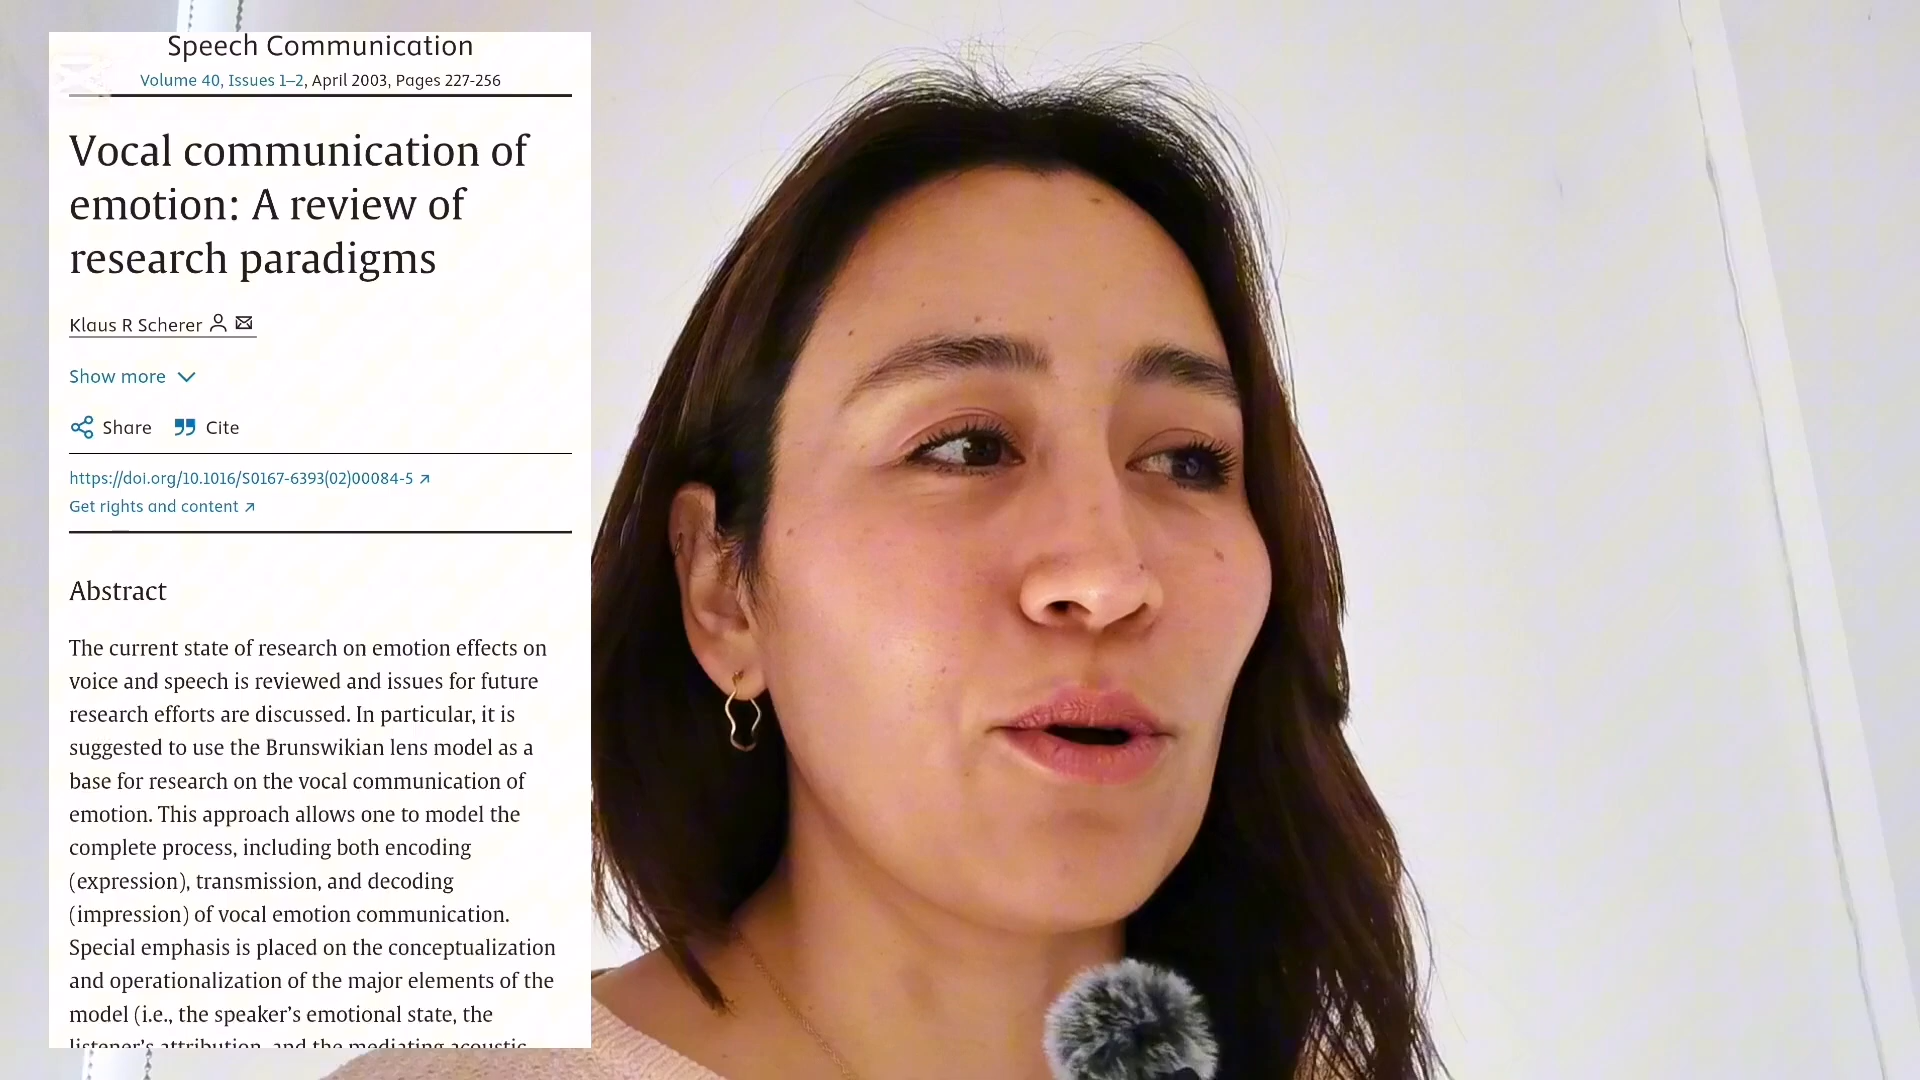 Speech Communication
Volume 40, Issues 1–2, April 2003, Pages 227-256
Vocal communication of
emotion: A review of
research paradigms
Klaus R Scherer
Show more
Share Cite
https://doi.org/10.1016/S0167-6393(02)00084-5
Get rights and content
Abstract
The current state of research on emotion effects on
voice and speech is reviewed and issues for future
research efforts are discussed. In particular, it is
suggested to use the Brunswikian lens model as a
base for research on the vocal communication of
emotion. This approach allows one to model the
complete process, including both encoding
(expression), transmission, and decoding
(impression) of vocal emotion communication.
Special emphasis is placed on the conceptualization
and operationalization of the major elements of the
model (i.e., the speaker’s emotional state, the
listener’s attribution, and the mediating acoustic